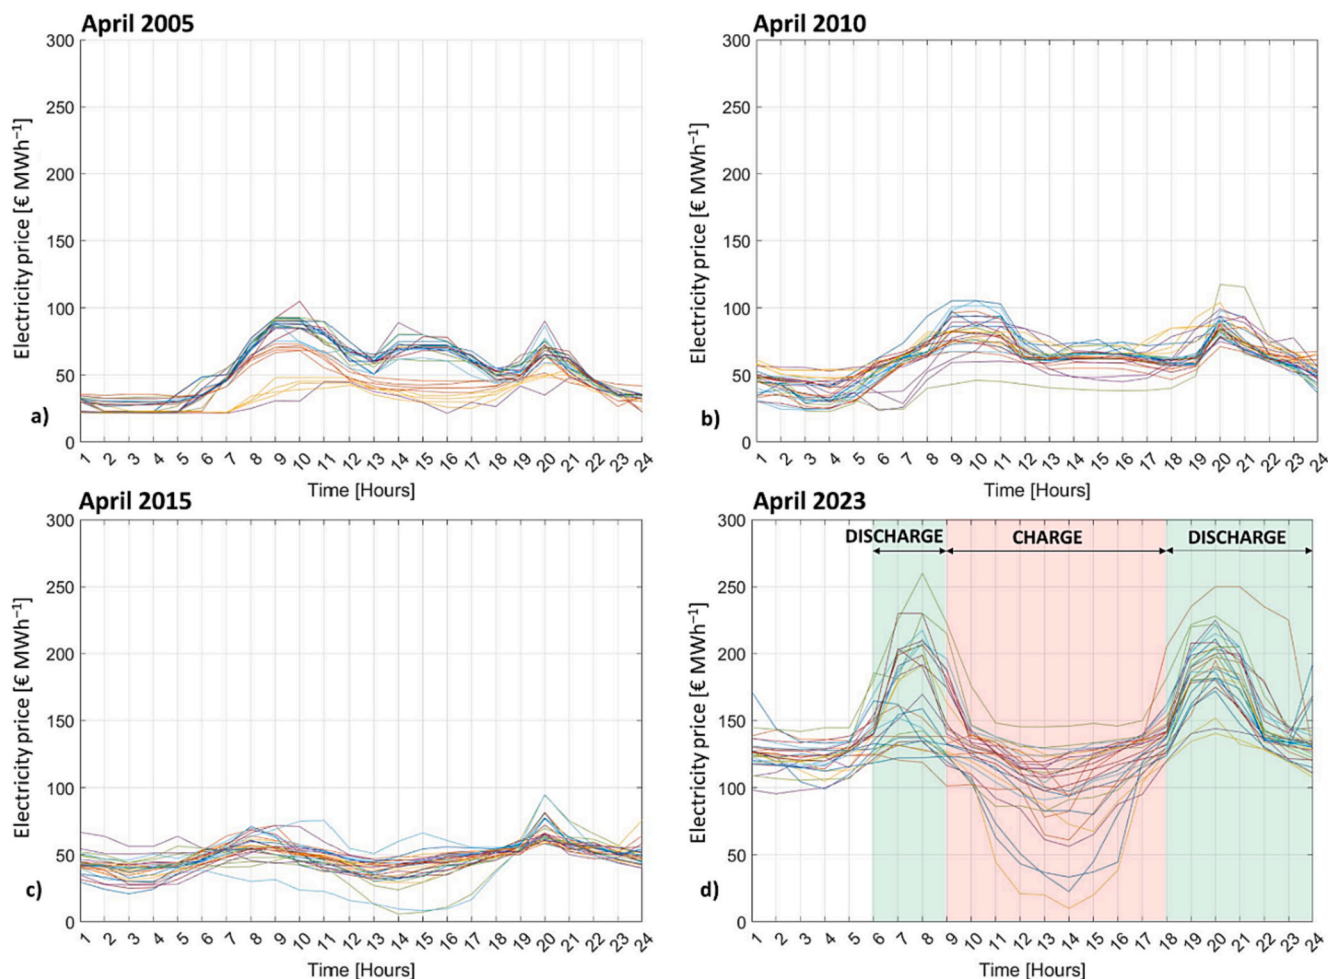 April 2005
300
250
200
150
100
50
0
Electricity price [€ MWh⁻¹]
a)
1 2 3 4 5 6 7 8 9 10 11 12 13 14 15 16 17 18 19 20 21 22 23 24
Time [Hours]
April 2010
300
250
200
150
100
50
0
Electricity price [€ MWh⁻¹]
b)
1 2 3 4 5 6 7 8 9 10 11 12 13 14 15 16 17 18 19 20 21 22 23 24
Time [Hours]
April 2015
300
250
200
150
100
50
0
Electricity price [€ MWh⁻¹]
c)
1 2 3 4 5 6 7 8 9 10 11 12 13 14 15 16 17 18 19 20 21 22 23 24
Time [Hours]
April 2023
DISCHARGE CHARGE DISCHARGE
300
250
200
150
100
50
0
Electricity price [€ MWh⁻¹]
d)
1 2 3 4 5 6 7 8 9 10 11 12 13 14 15 16 17 18 19 20 21 22 23 24
Time [Hours]